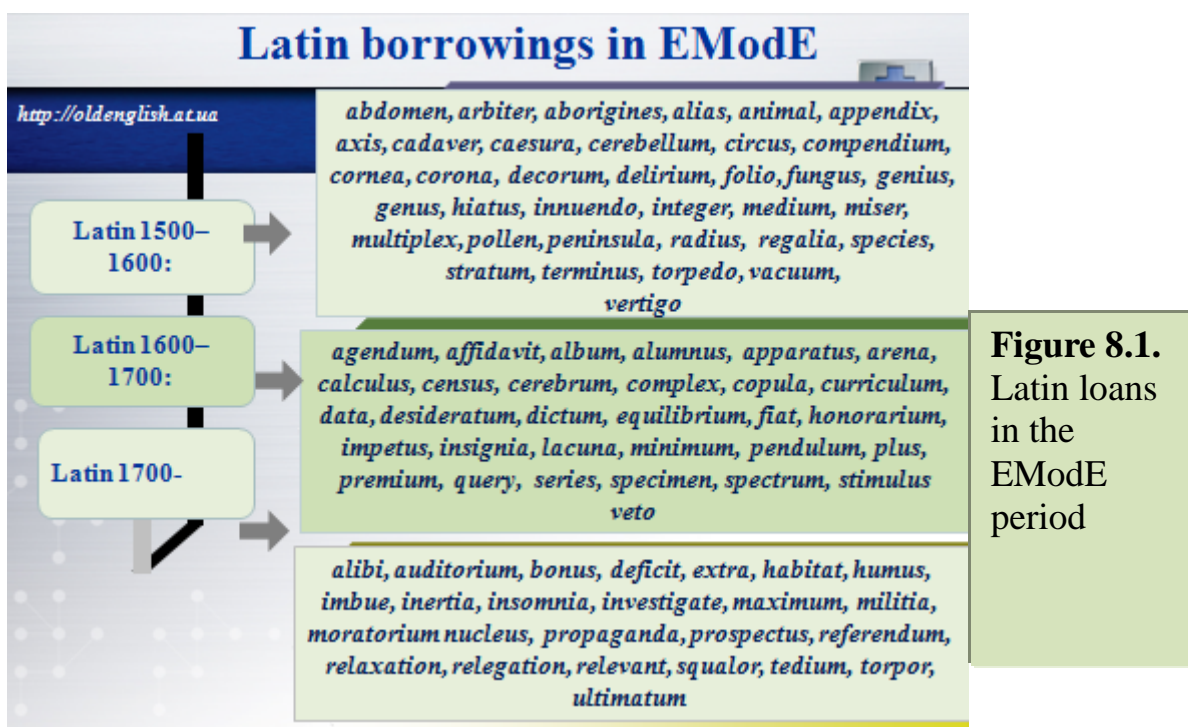 Latin borrowings in EModE
http://oldenglish.at.ua
abdomen, arbiter, aborigines, alias, animal, appendix,
axis, cadaver, caesura, cerebellum, circus, compendium,
cornea, corona, decorum, delirium, folio, fungus, genius,
genus, hiatus, innuendo, integer, medium, miser,
multiplex, pollen, peninsula, radius, regalia, species,
stratum, terminus, torpedo, vacuum,
vertigo
Latin 1500–
1600:
Latin 1600–
1700:
agendum, affidavit, album, alumnus, apparatus, arena,
calculus, census, cerebrum, complex, copula, curriculum,
data, desideratum, dictum, equilibrium, fiat, honorarium,
impetus, insignia, lacuna, minimum, pendulum, plus,
premium, query, series, specimen, spectrum, stimulus
veto
Latin 1700-
alibi, auditorium, bonus, deficit, extra, habitat, humus,
imbue, inertia, insomnia, investigate, maximum, militia,
moratorium nucleus, propaganda, prospectus, referendum,
relaxation, relegation, relevant, squalor, tedium, torpor,
ultimatum
Figure 8.1.
Latin loans
in the
EModE
period